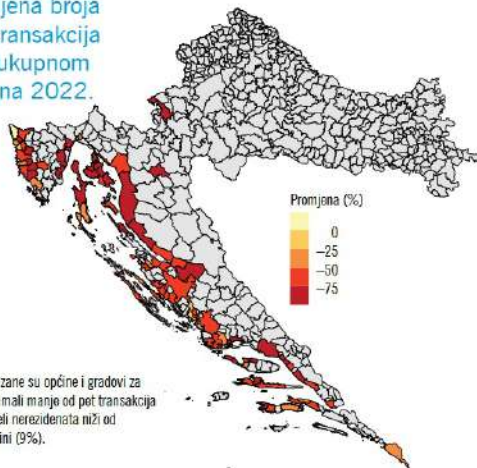 jena broja
ransakcija
ukupnom
na 2022.
Promjena (%)
0
−25
−50
−75
zane su općine i gradovi za
mali manje od pet transakcija
eli nerezidenata niži od
ini (9%).